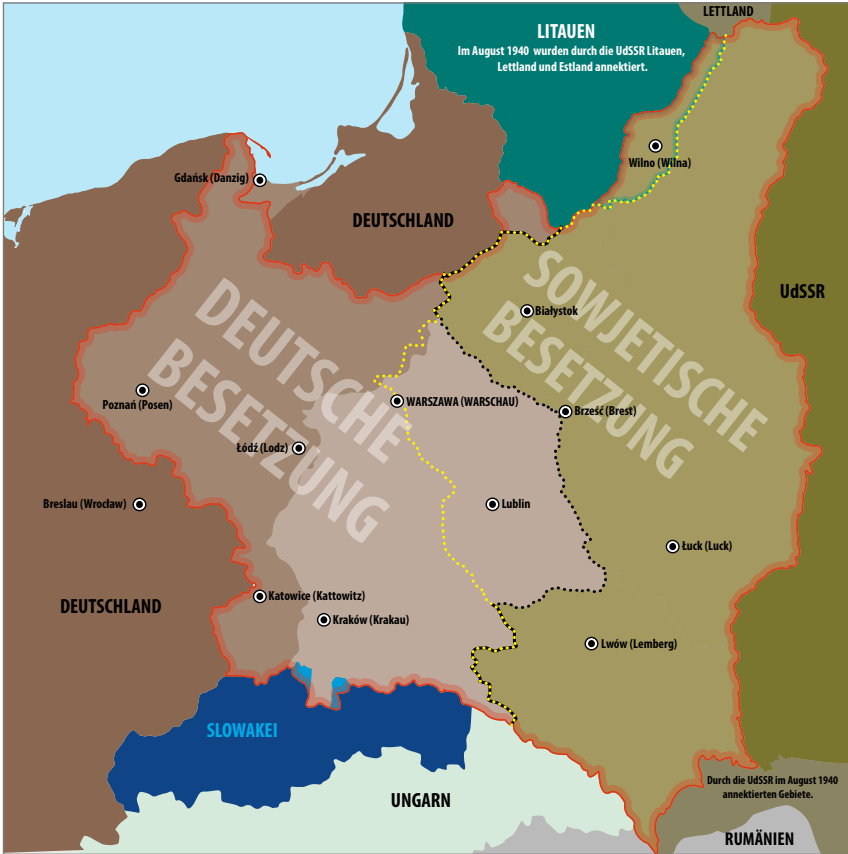 LETTLAND
LITAUEN
Im August 1940 wurden durch die UdSSR Litauen,
Lettland und Estland annektiert.
Wilno (Wilna)
Gdańsk (Danzig)
DEUTSCHLAND
UdSSR
SOWJETISCHE
BESETZUNG
DEUTSCHE
BESETZUNG
Białystok
Poznań (Posen)
WARSZAWA (WARSCHAU)
Brześć (Brest)
Łódź (Lodz)
Breslau (Wrocław)
Lublin
Łuck (Luck)
DEUTSCHLAND
Katowice (Kattowitz)
Kraków (Krakau)
Lwów (Lemberg)
SLOWAKEI
UNGARN
Durch die UdSSR im August 1940
annektierten Gebiete.
RUMÄNIEN